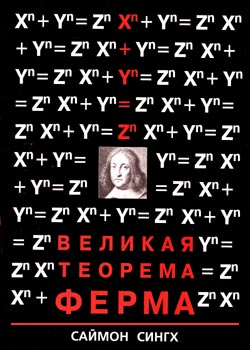 Xⁿ + Yⁿ = Zⁿ Xⁿ + Yⁿ = Zⁿ Xⁿ
+ Yⁿ = Zⁿ Xⁿ + Yⁿ = Zⁿ Xⁿ +
Yⁿ = Zⁿ Xⁿ + Yⁿ = Zⁿ Xⁿ + Yⁿ
= Zⁿ Xⁿ + Yⁿ = Zⁿ Xⁿ + Yⁿ =
Zⁿ Xⁿ + Yⁿ = Zⁿ Xⁿ + Yⁿ = Zⁿ
Xⁿ + Yⁿ = Yⁿ = Zⁿ Xⁿ
+ Yⁿ = Zⁿ = Zⁿ Xⁿ +
Yⁿ = Zⁿ Xⁿ + Yⁿ = Zⁿ Xⁿ + Yⁿ
= Zⁿ ВЕЛИКАЯ Yⁿ =
Zⁿ Xⁿ ТЕОРЕМА = Zⁿ
Xⁿ + ФЕРМА Zⁿ Xⁿ
САЙМОН СИНГХ